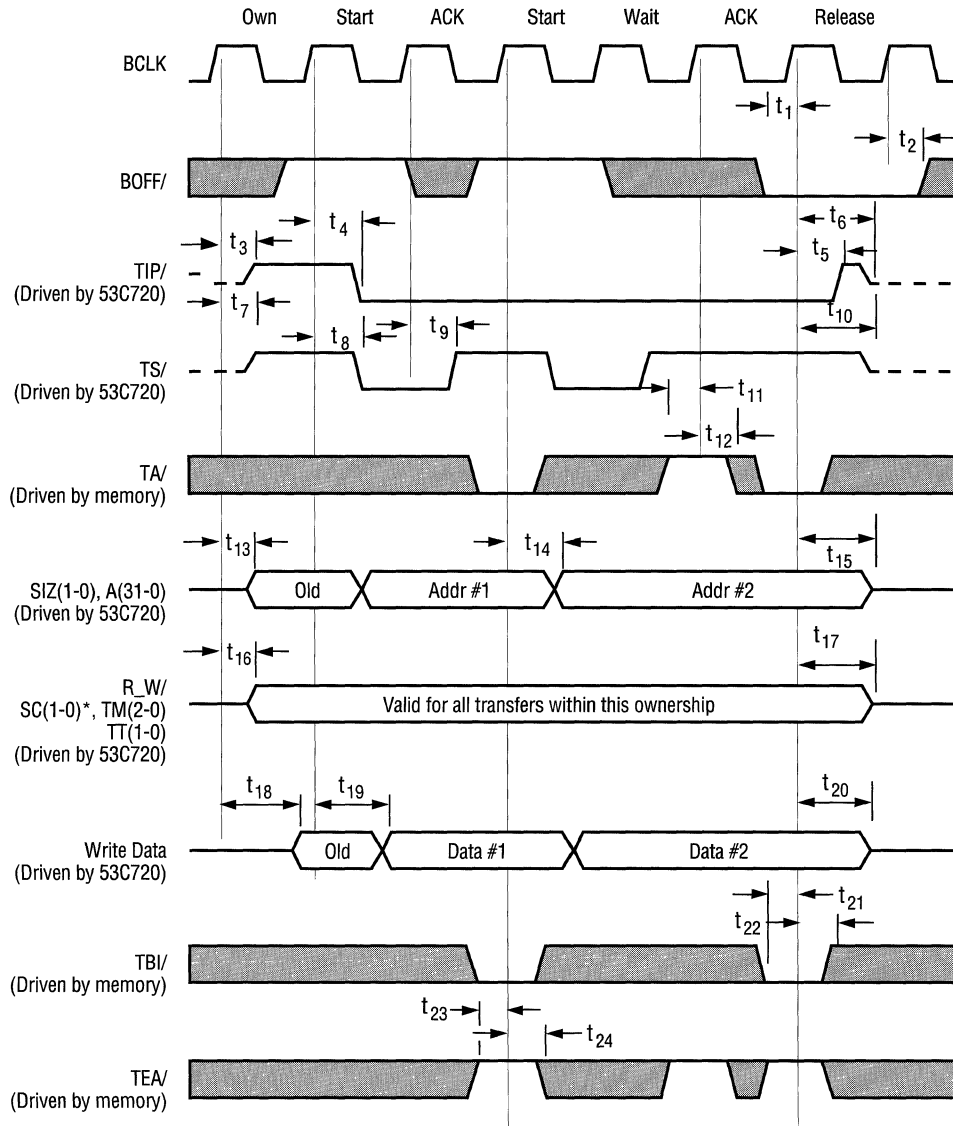 Own Start ACK Start Wait ACK Release
BCLK
t1
t2
BOFF/
t3
t4
t6
t5
TIP/
(Driven by 53C720)
t7
t10
t8
t9
TS/
(Driven by 53C720)
t11
t12
TA/
(Driven by memory)
t13
t14
t15
SIZ(1-0), A(31-0)
(Driven by 53C720)
Old Addr #1 Addr #2
t16
t17
R_W/
SC(1-0)*, TM(2-0)
TT(1-0)
(Driven by 53C720)
Valid for all transfers within this ownership
t18
t19
t20
Write Data
(Driven by 53C720)
Old Data #1 Data #2
t21
t22
TBI/
(Driven by memory)
t23
t24
TEA/
(Driven by memory)